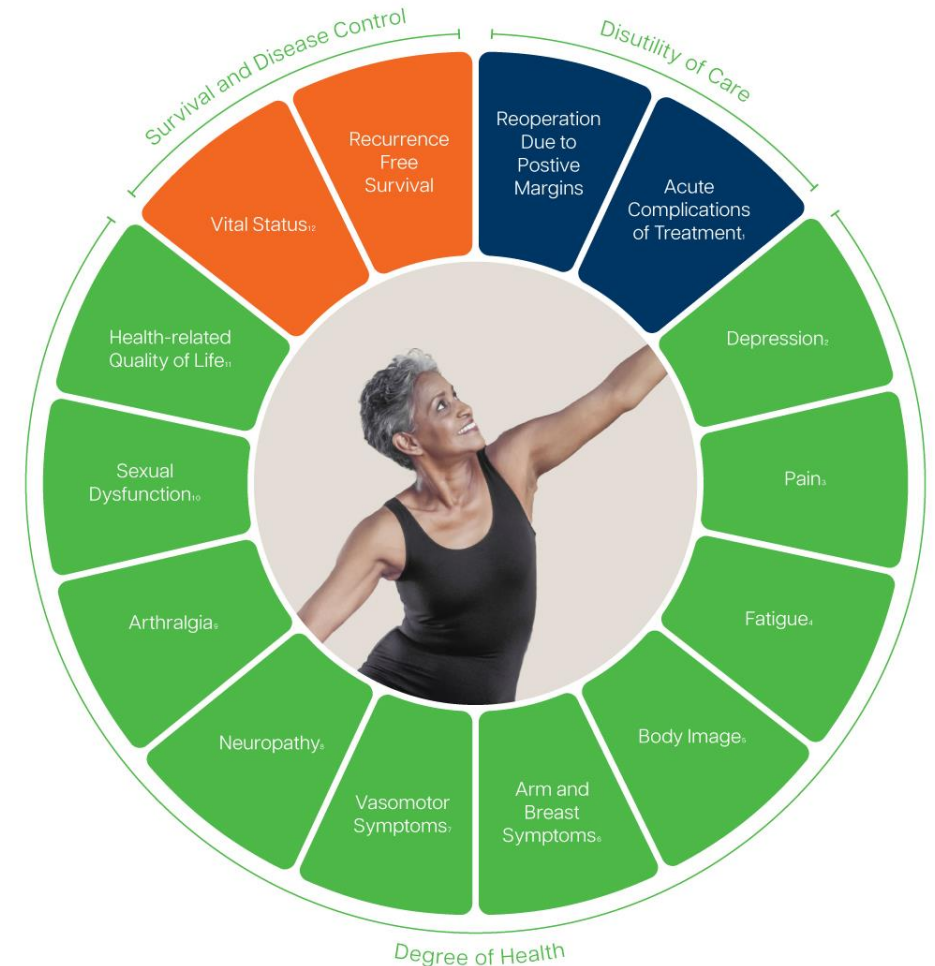 Survival and Disease Control
Disutility of Care
Recurrence
Free
Survival
Reoperation
Due to
Postive
Margins
Acute
Complications
of Treatment₁
Depression₂
Pain₃
Fatigue₄
Body Image₅
Arm and
Breast
Symptoms₆
Vasomotor
Symptoms₇
Neuropathy₈
Arthralgia₉
Sexual
Dysfunction₁₀
Health-related
Quality of Life₁₁
Vital Status₁₂
Degree of Health